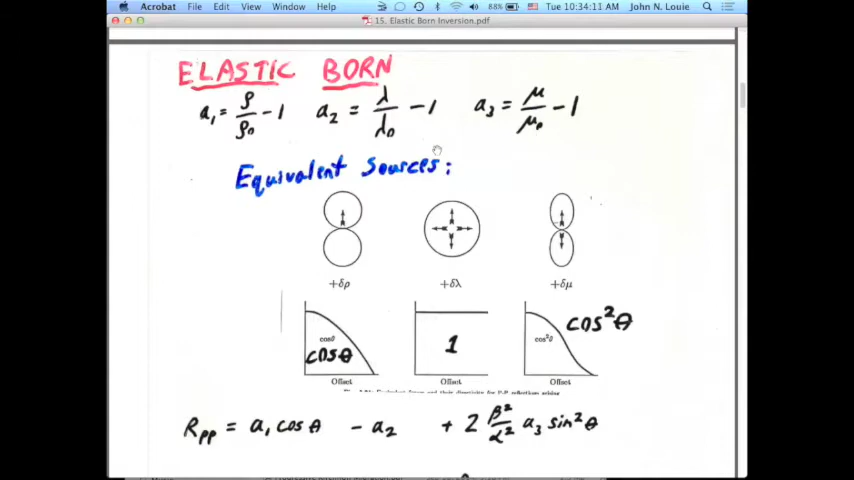 Acrobat File Edit View Window Help 88% Tue 10:34:11 AM John N. Louie
15. Elastic Born Inversion.pdf
ELASTIC BORN
a₁ = ρ/ρ₀ - 1 a₂ = λ/λ₀ - 1 a₃ = μ/μ₀ - 1
Equivalent Sources:
+δρ +δλ +δμ
cosθ cos²θ cos²θ
cosθ 1
Offset Offset Offset
Rpp = a₁ cosθ - a₂ + 2 β²/α² a₃ sin²θ